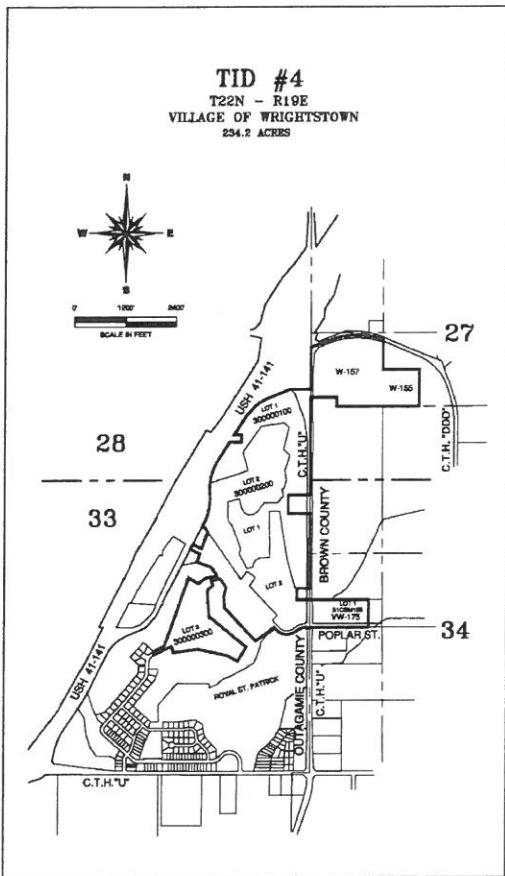 TID #4
T22N - R19E
VILLAGE OF WRIGHTSTOWN
234.2 ACRES
N
W E
S
0' 1200' 2400'
SCALE IN FEET
27
W-157
W-155
USH 41-141
LOT 1
300000100
C.T.H."U"
C.T.H. "DDD"
28
LOT 2
300000200
33
LOT 1
BROWN COUNTY
LOT 2
LOT 1
VW-175
LOT 3
300000300
POPLAR ST.
34
USH 41-141
ROYAL ST. PATRICK
OUTAGAMIE COUNTY
C.T.H."U"
C.T.H."U"